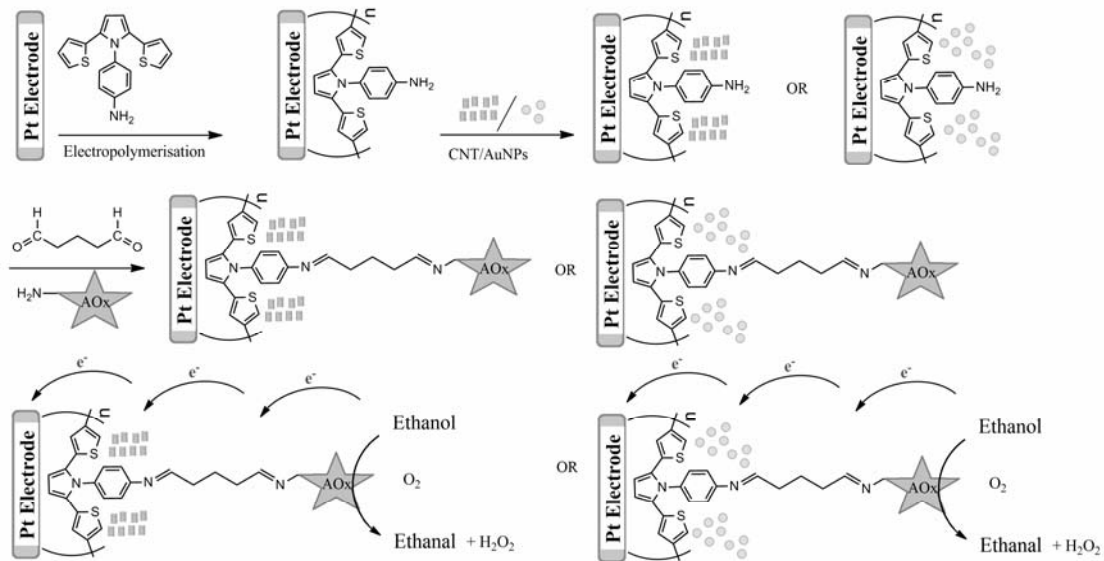 Pt Electrode
S
N
S
NH2
Electropolymerisation
Pt Electrode
n
S
N
S
NH2
CNT/AuNPs
Pt Electrode
n
S
N
S
NH2
OR
Pt Electrode
n
S
N
S
NH2
H
H
O
O
H2N
AOx
Pt Electrode
n
S
N
S
N
N
AOx
OR
Pt Electrode
n
S
N
S
N
N
AOx
e-
e-
e-
Pt Electrode
n
S
N
S
N
N
AOx
Ethanol
O2
Ethanal + H2O2
OR
e-
e-
e-
Pt Electrode
n
S
N
S
N
N
AOx
Ethanol
O2
Ethanal + H2O2